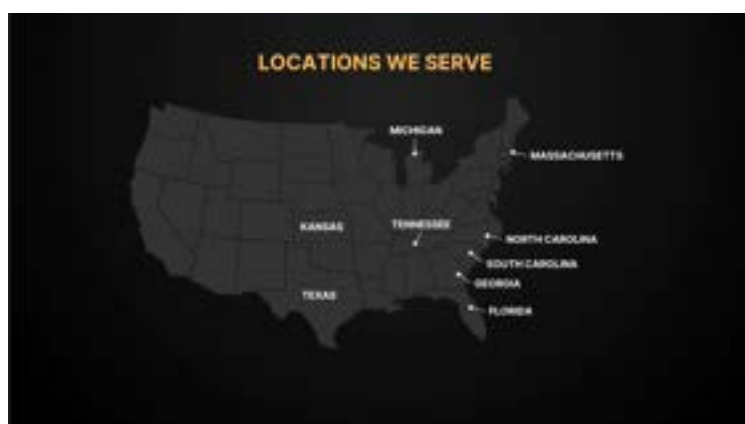 LOCATIONS WE SERVE
MICHIGAN
MASSACHUSETTS
KANSAS
TENNESSEE
NORTH CAROLINA
SOUTH CAROLINA
GEORGIA
TEXAS
FLORIDA